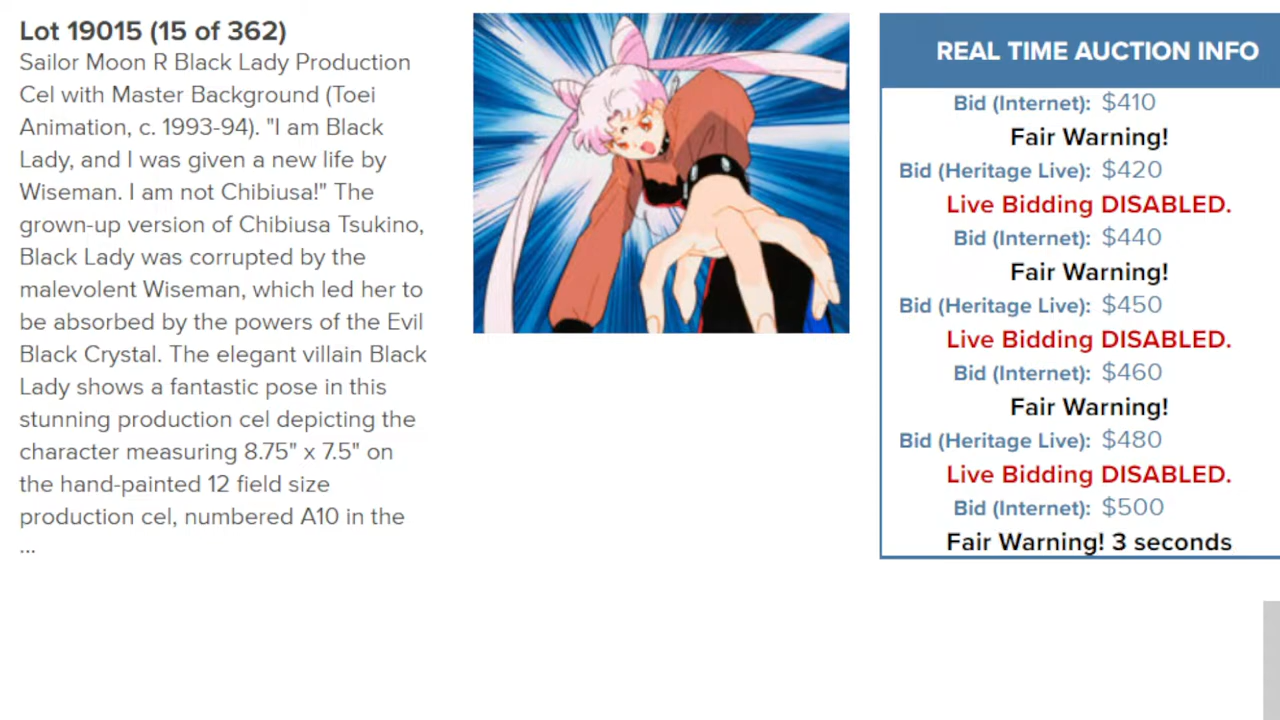 Lot 19015 (15 of 362)
Sailor Moon R Black Lady Production
Cel with Master Background (Toei
Animation, c. 1993-94). "I am Black
Lady, and I was given a new life by
Wiseman. I am not Chibiusa!" The
grown-up version of Chibiusa Tsukino,
Black Lady was corrupted by the
malevolent Wiseman, which led her to
be absorbed by the powers of the Evil
Black Crystal. The elegant villain Black
Lady shows a fantastic pose in this
stunning production cel depicting the
character measuring 8.75" x 7.5" on
the hand-painted 12 field size
production cel, numbered A10 in the
...
REAL TIME AUCTION INFO
Bid (Internet): $410
Fair Warning!
Bid (Heritage Live): $420
Live Bidding DISABLED.
Bid (Internet): $440
Fair Warning!
Bid (Heritage Live): $450
Live Bidding DISABLED.
Bid (Internet): $460
Fair Warning!
Bid (Heritage Live): $480
Live Bidding DISABLED.
Bid (Internet): $500
Fair Warning! 3 seconds